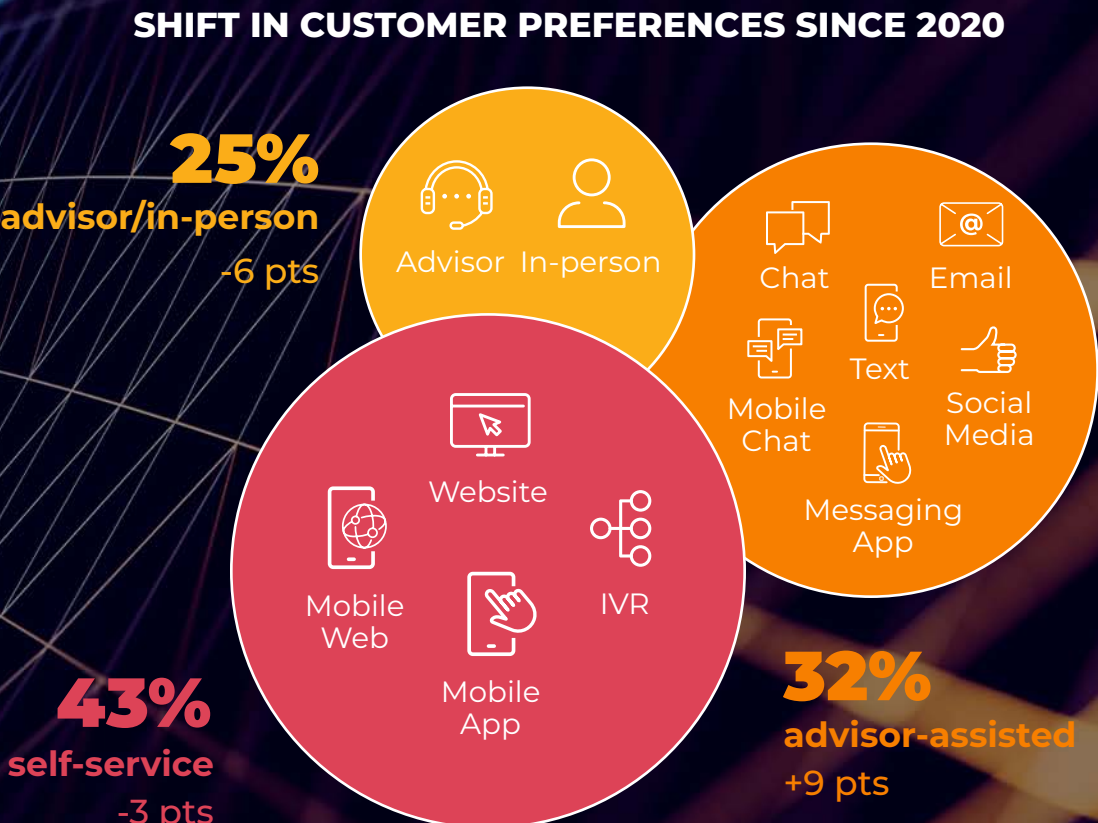 SHIFT IN CUSTOMER PREFERENCES SINCE 2020
25%
advisor/in-person
-6 pts
Advisor
In-person
Chat
Email
Text
Mobile
Chat
Social
Media
Messaging
App
Website
Mobile
Web
IVR
Mobile
App
43%
self-service
-3 pts
32%
advisor-assisted
+9 pts